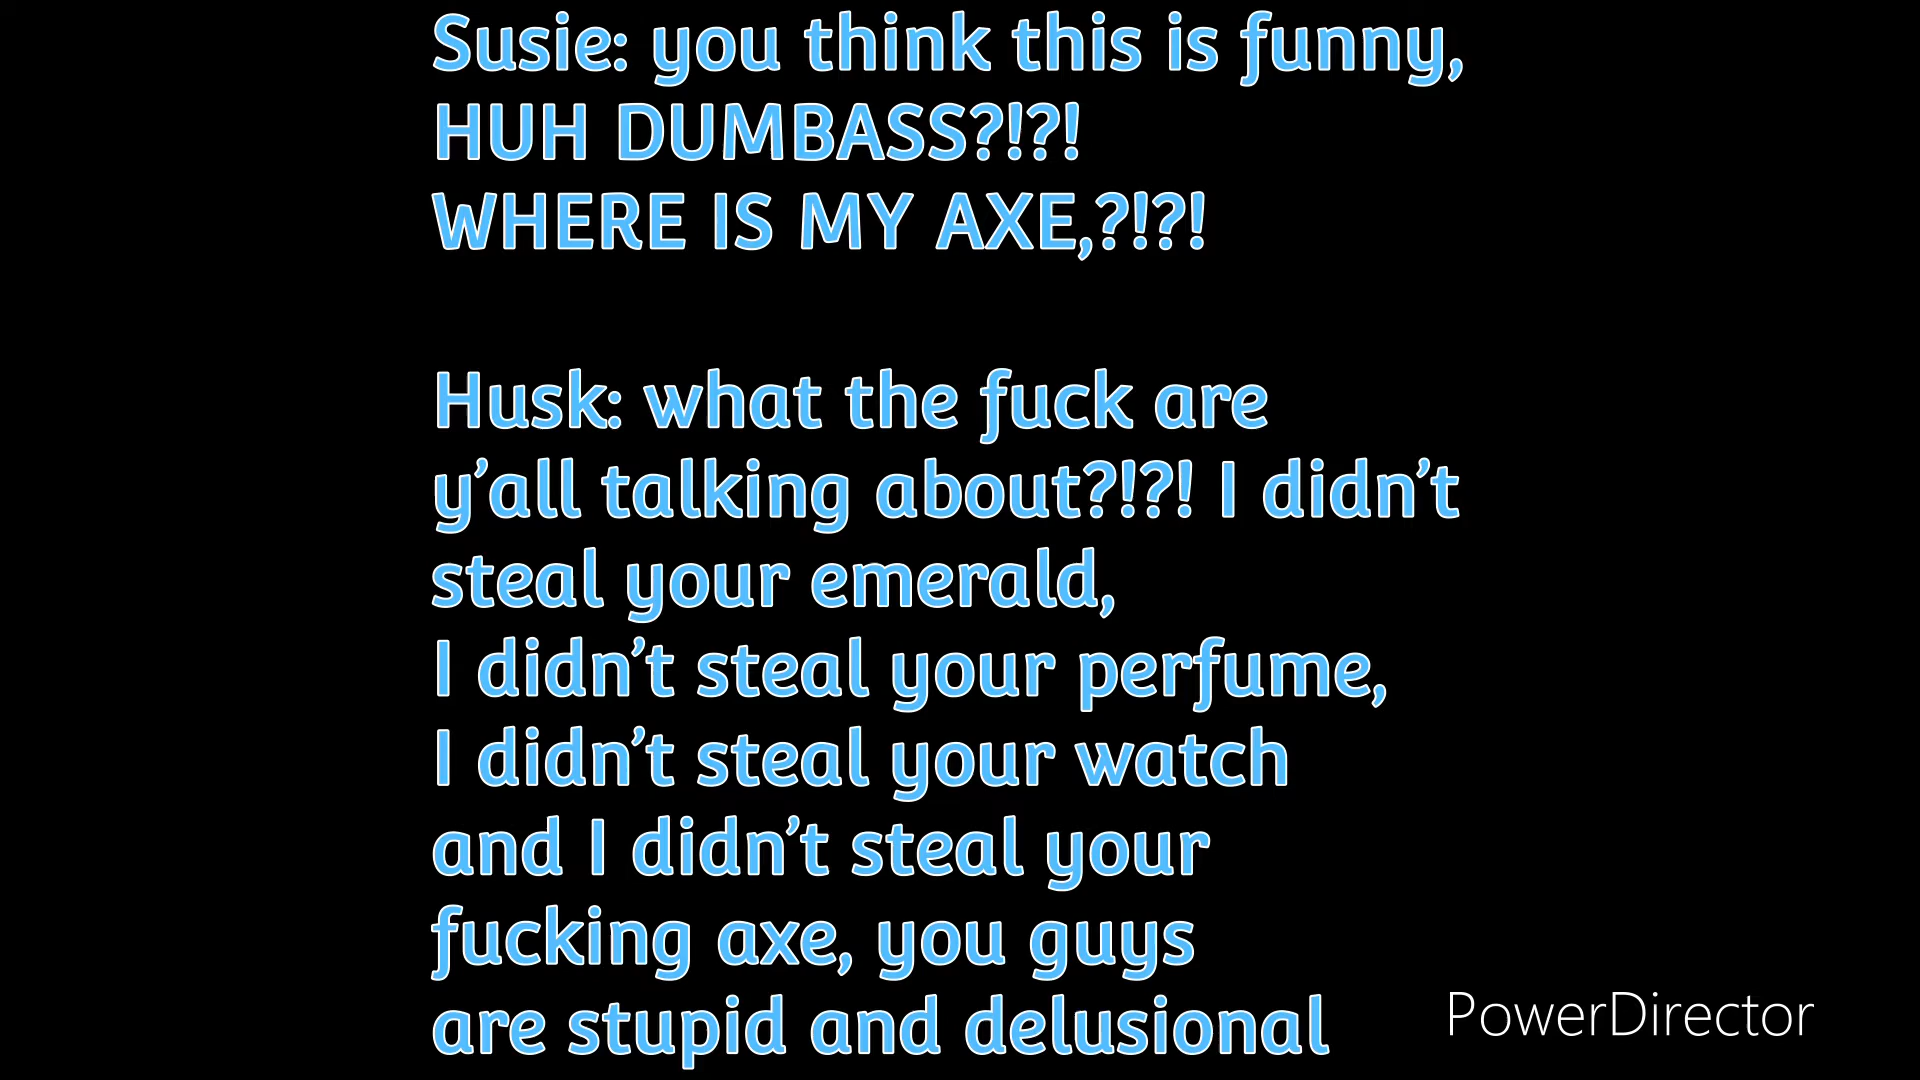 Susie: you think this is funny,
HUH DUMBASS?!?!
WHERE IS MY AXE,?!?!
Husk: what the fuck are
y’all talking about?!?! I didn’t
steal your emerald,
I didn’t steal your perfume,
I didn’t steal your watch
and I didn’t steal your
fucking axe, you guys
are stupid and delusional
PowerDirector